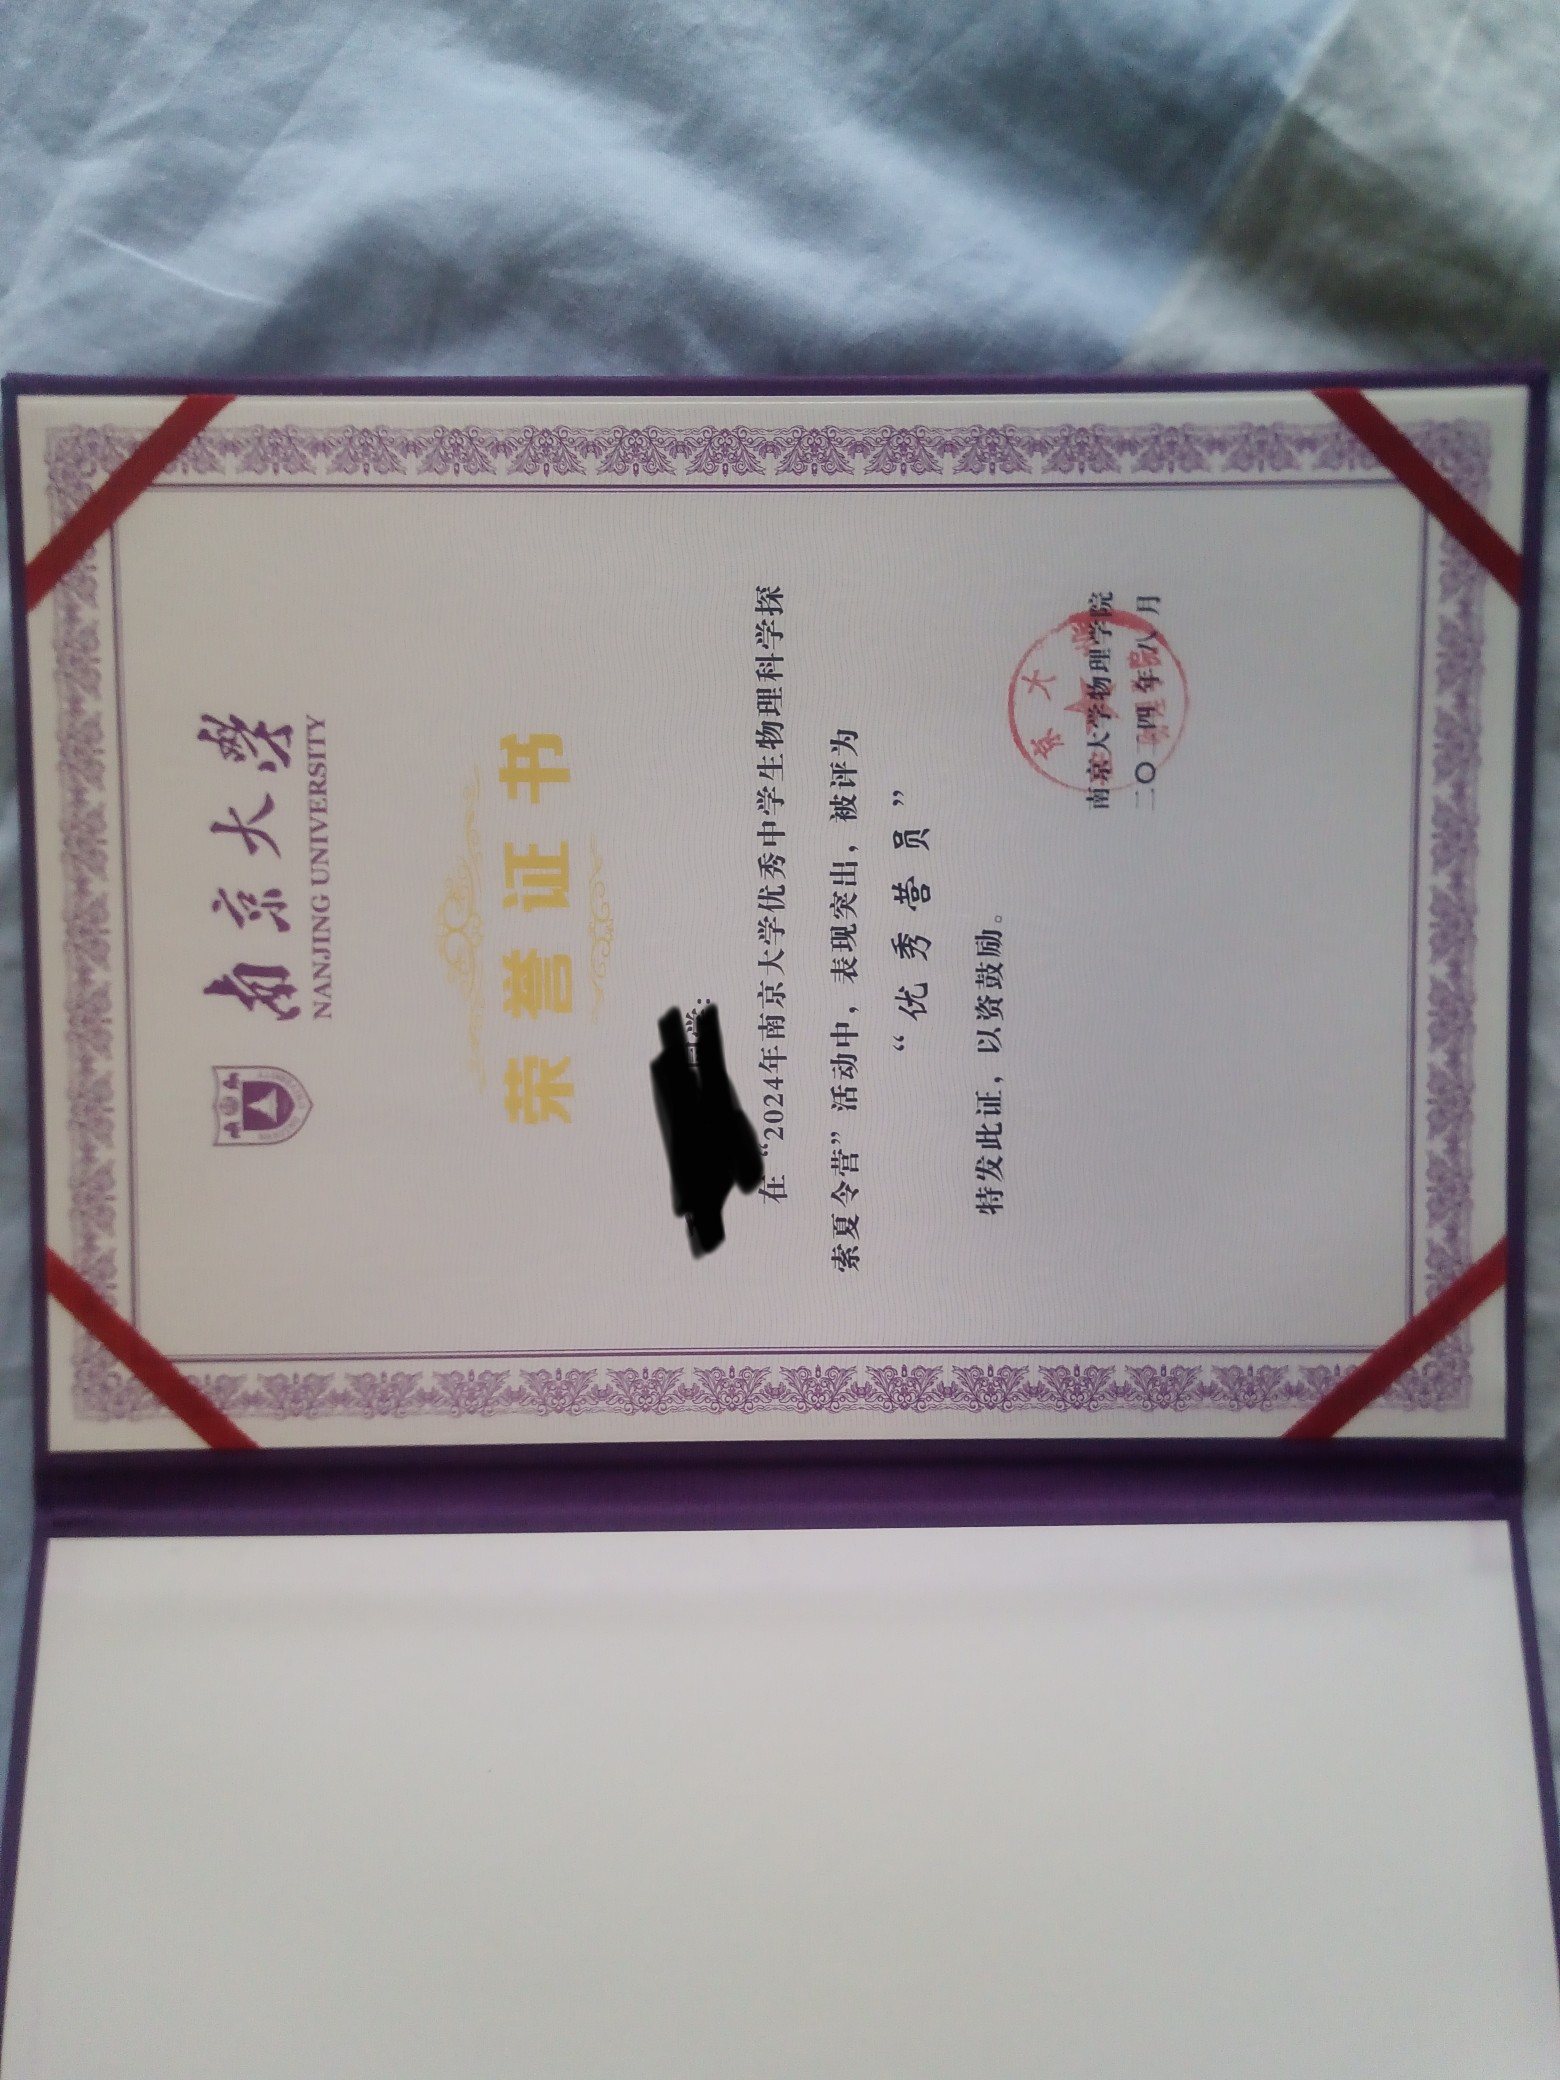 南京大学
NANJING UNIVERSITY
荣誉证书
同学：
在“2024年南京大学优秀中学生物理科学探
索夏令营”活动中，表现突出，被评为
“优秀营员”
特发此证，以资鼓励。
南京大学物理学院
二〇二四年八月